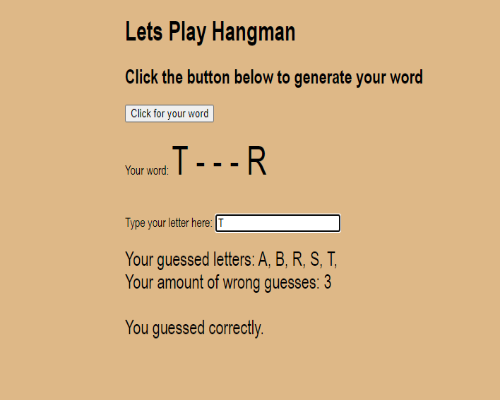 Lets Play Hangman
Click the button below to generate your word
Click for your word
Your word: T - - - R
Type your letter here: T
Your guessed letters: A, B, R, S, T,
Your amount of wrong guesses: 3
You guessed correctly.